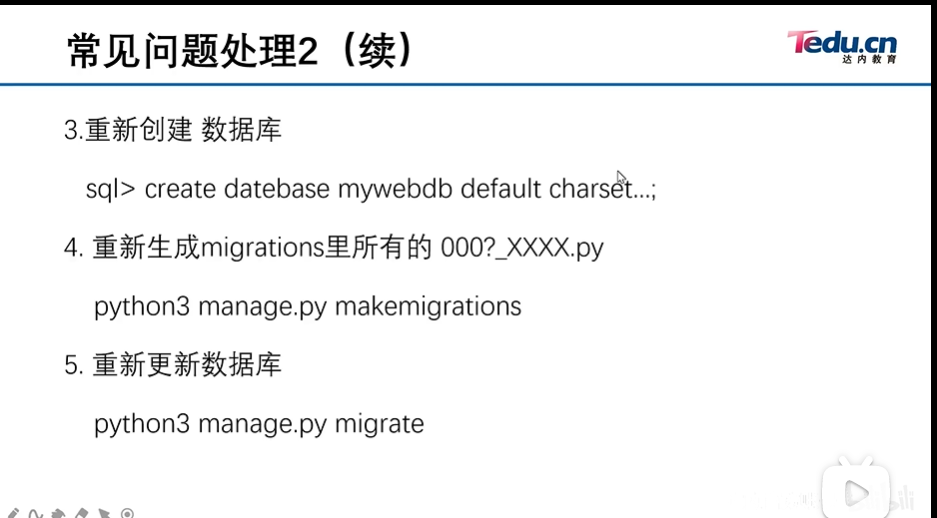 常见问题处理2（续）
Tedu.cn
达内教育
3.重新创建 数据库
sql> create datebase mywebdb default charset...;
4. 重新生成migrations里所有的 000?_XXXX.py
python3 manage.py makemigrations
5. 重新更新数据库
python3 manage.py migrate